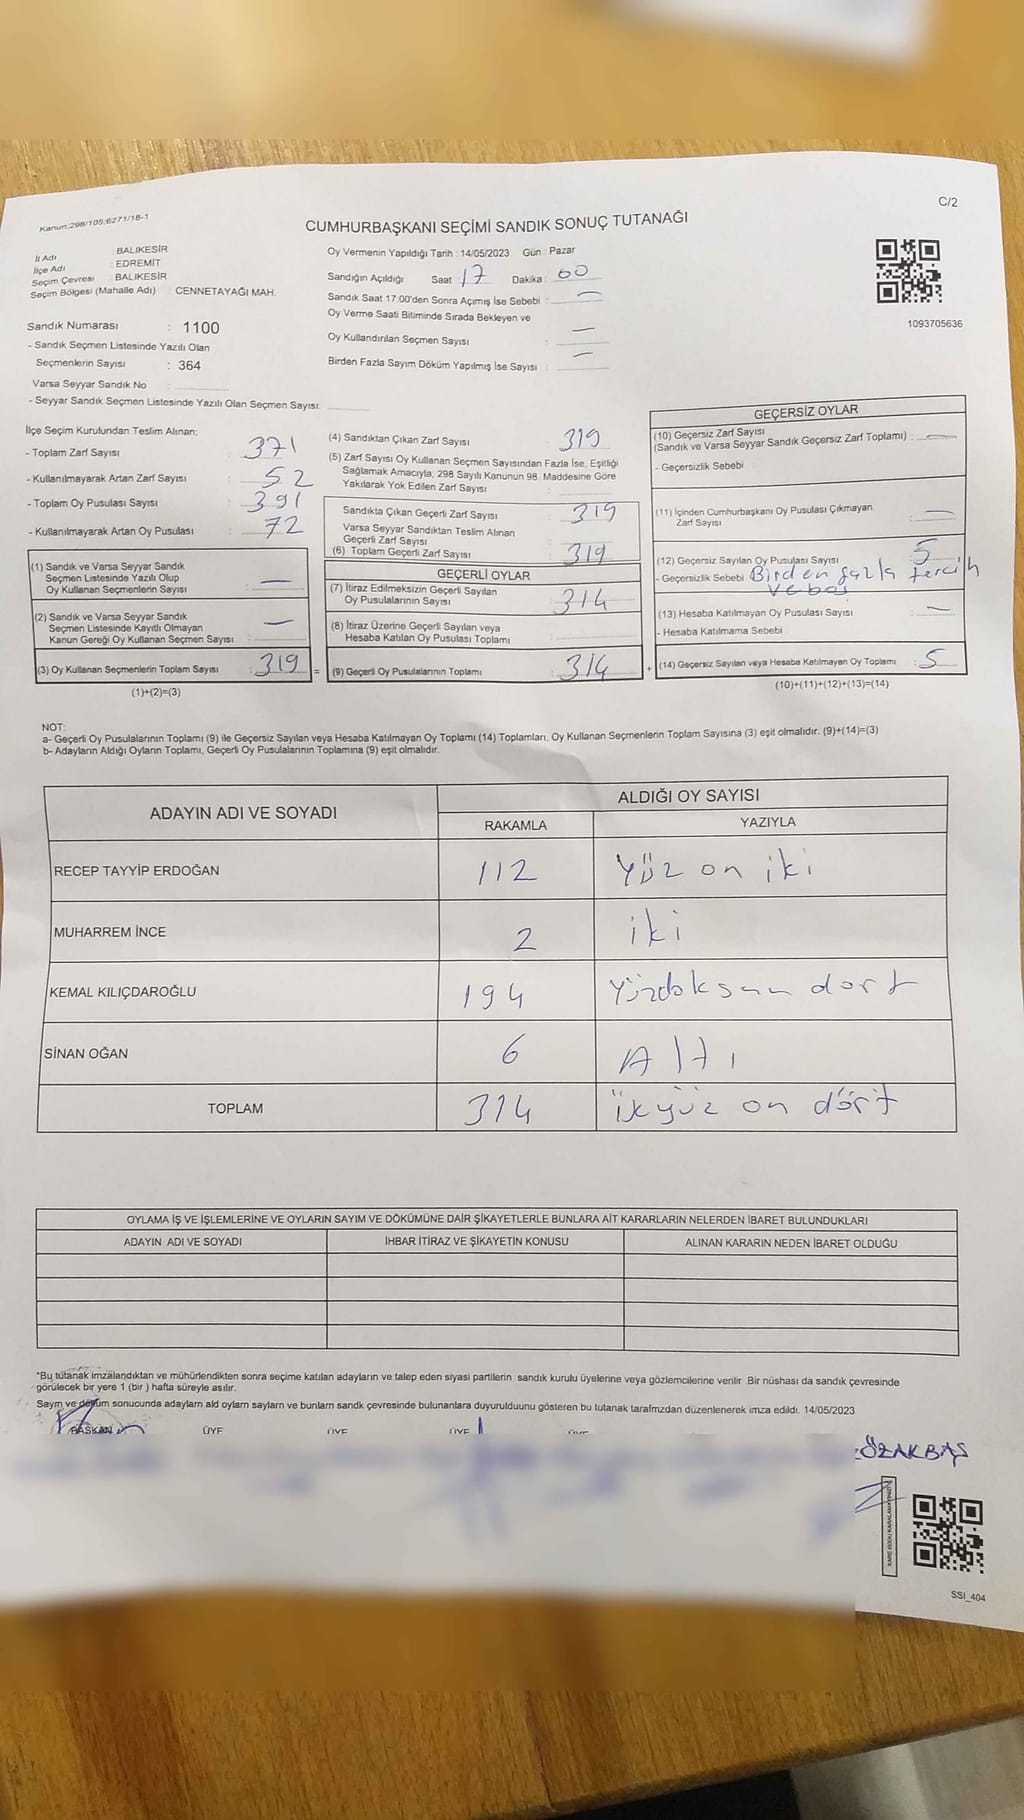 Kanun:298/105;6271/18-1
C/2
CUMHURBAŞKANI SEÇİMİ SANDIK SONUÇ TUTANAĞI
İl Adı : BALIKESİR
İlçe Adı : EDREMİT
Seçim Çevresi : BALIKESİR
Seçim Bölgesi (Mahalle Adı) : CENNETAYAĞI MAH.
Sandık Numarası : 1100
- Sandık Seçmen Listesinde Yazılı Olan
Seçmenlerin Sayısı : 364
Varsa Seyyar Sandık No :
- Seyyar Sandık Seçmen Listesinde Yazılı Olan Seçmen Sayısı:
Oy Vermenin Yapıldığı Tarih : 14/05/2023 Gün : Pazar
Sandığın Açıldığı Saat : 17 Dakika : 00
Sandık Saat 17:00'den Sonra Açımış İse Sebebi : —
Oy Verme Saati Bitiminde Sırada Bekleyen ve
Oy Kullandırılan Seçmen Sayısı : —
Birden Fazla Sayım Döküm Yapılmış İse Sayısı : —
1093705636
İlçe Seçim Kurulundan Teslim Alınan;
- Toplam Zarf Sayısı : 371
- Kullanılmayarak Artan Zarf Sayısı : 52
- Toplam Oy Pusulası Sayısı : 391
- Kullanılmayarak Artan Oy Pusulası : 72
(1) Sandık ve Varsa Seyyar Sandık
Seçmen Listesinde Yazılı Olup
Oy Kullanan Seçmenlerin Sayısı : —
(2) Sandık ve Varsa Seyyar Sandık
Seçmen Listesinde Kayıtlı Olmayan
Kanun Gereği Oy Kullanan Seçmen Sayısı : —
(3) Oy Kullanan Seçmenlerin Toplam Sayısı : 319 =
(1)+(2)=(3)
(4) Sandıktan Çıkan Zarf Sayısı : 319
(5) Zarf Sayısı Oy Kullanan Seçmen Sayısından Fazla İse, Eşitliği
Sağlamak Amacıyla; 298 Sayılı Kanunun 98. Maddesine Göre
Yakılarak Yok Edilen Zarf Sayısı :
Sandıkta Çıkan Geçerli Zarf Sayısı : 319
Varsa Seyyar Sandıktan Teslim Alınan
Geçerli Zarf Sayısı :
(6) Toplam Geçerli Zarf Sayısı : 319
GEÇERLİ OYLAR
(7) İtiraz Edilmeksizin Geçerli Sayılan
Oy Pusulalarının Sayısı : 314
(8) İtiraz Üzerine Geçerli Sayılan veya
Hesaba Katılan Oy Pusulası Toplamı :
(9) Geçerli Oy Pusulalarının Toplamı : 314 +
GEÇERSİZ OYLAR
(10) Geçersiz Zarf Sayısı
(Sandık ve Varsa Seyyar Sandık Geçersiz Zarf Toplamı) : —
- Geçersizlik Sebebi :
(11) İçinden Cumhurbaşkanı Oy Pusulası Çıkmayan
Zarf Sayısı : —
(12) Geçersiz Sayılan Oy Pusulası Sayısı : 5
- Geçersizlik Sebebi Birden fazla tercih
ve boş
(13) Hesaba Katılmayan Oy Pusulası Sayısı : —
- Hesaba Katılmama Sebebi :
(14) Geçersiz Sayılan veya Hesaba Katılmayan Oy Toplamı : 5
(10)+(11)+(12)+(13)=(14)
NOT:
a- Geçerli Oy Pusulalarının Toplamı (9) ile Geçersiz Sayılan veya Hesaba Katılmayan Oy Toplamı (14) Toplamları, Oy Kullanan Seçmenlerin Toplam Sayısına (3) eşit olmalıdır. (9)+(14)=(3)
b- Adayların Aldığı Oyların Toplamı, Geçerli Oy Pusulalarının Toplamına (9) eşit olmalıdır.
ADAYIN ADI VE SOYADI ALDIĞI OY SAYISI
RAKAMLA YAZIYLA
RECEP TAYYİP ERDOĞAN 112 Yüz on iki
MUHARREM İNCE 2 iki
KEMAL KILIÇDAROĞLU 194 Yüzdoksan dort
SİNAN OĞAN 6 Altı
TOPLAM 314 üçyüz on dört
OYLAMA İŞ VE İŞLEMLERİNE VE OYLARIN SAYIM VE DÖKÜMÜNE DAİR ŞİKAYETLERLE BUNLARA AİT KARARLARIN NELERDEN İBARET BULUNDUKLARI
ADAYIN ADI VE SOYADI İHBAR İTİRAZ VE ŞİKAYETİN KONUSU ALINAN KARARIN NEDEN İBARET OLDUĞU
*Bu tutanak imzalandıktan ve mühürlendikten sonra seçime katılan adayların ve talep eden siyasi partilerin sandık kurulu üyelerine veya gözlemcilerine verilir .Bir nüshası da sandık çevresinde
görülecek bir yere 1 (bir ) hafta süreyle asılır.
Sayım ve döküm sonucunda adaylarn ald oylarn saylarn ve bunlarn sandk çevresinde bulunanlara duyurulduunu gösteren bu tutanak tarafmzdan düzenlenerek imza edildi. 14/05/2023
BAŞKAN ÜYE ÜYE ÜYE ÜYE
ÖZAKBAŞ
SSI_404